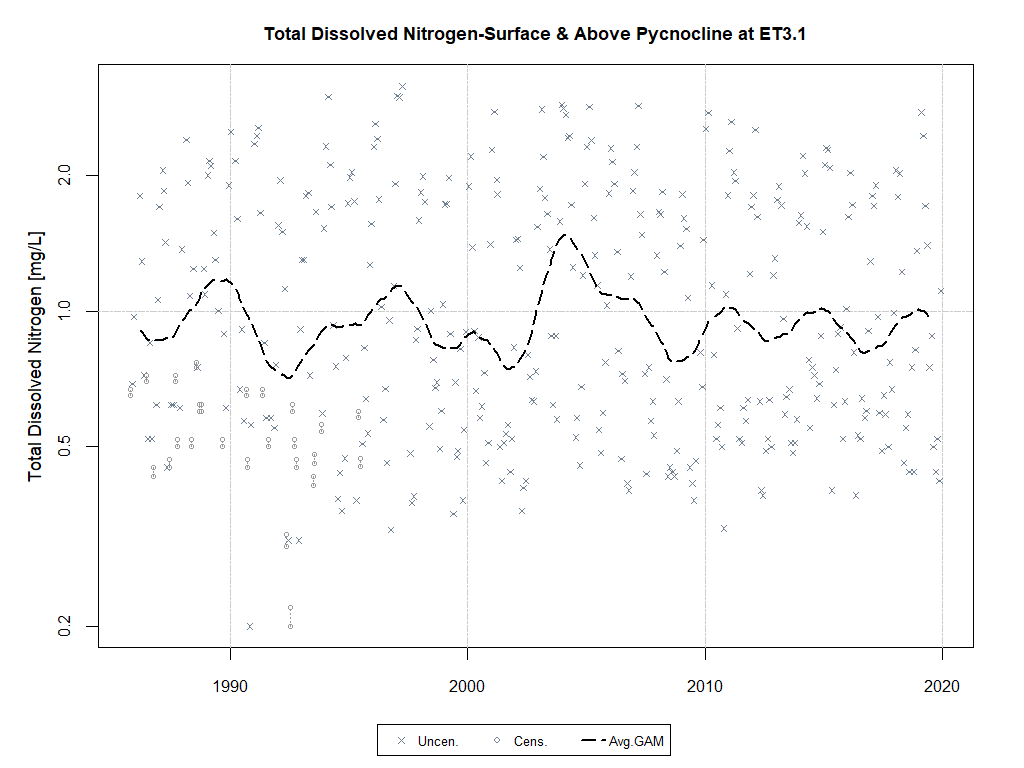 Total Dissolved Nitrogen-Surface & Above Pycnocline at ET3.1
Total Dissolved Nitrogen [mg/L]
2.0
1.0
0.5
0.2
1990 2000 2010 2020
Uncen. Cens. Avg.GAM